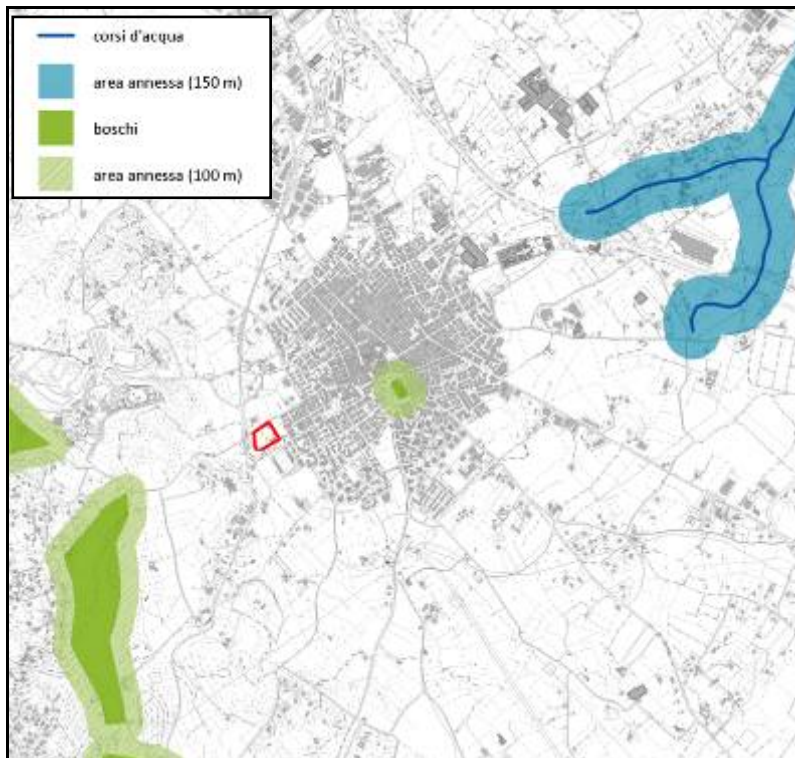 corsi d'acqua
area annessa (150 m)
boschi
area annessa (100 m)